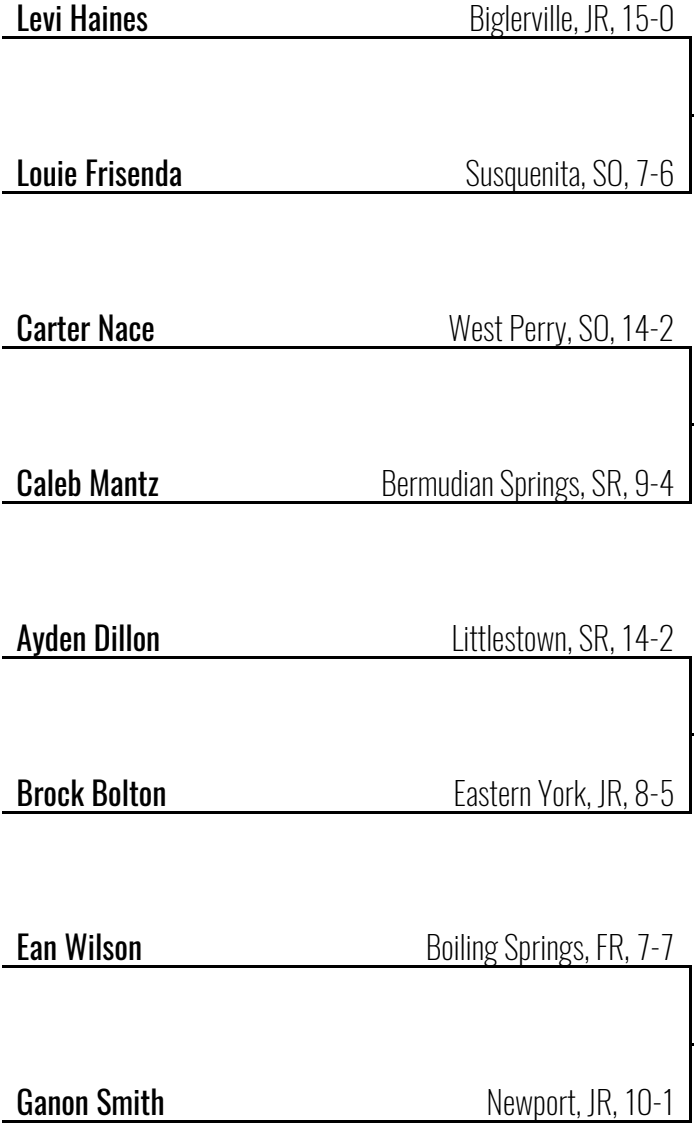 Levi Haines Biglerville, JR, 15-0
Louie Frisenda Susquenita, SO, 7-6
Carter Nace West Perry, SO, 14-2
Caleb Mantz Bermudian Springs, SR, 9-4
Ayden Dillon Littlestown, SR, 14-2
Brock Bolton Eastern York, JR, 8-5
Ean Wilson Boiling Springs, FR, 7-7
Ganon Smith Newport, JR, 10-1